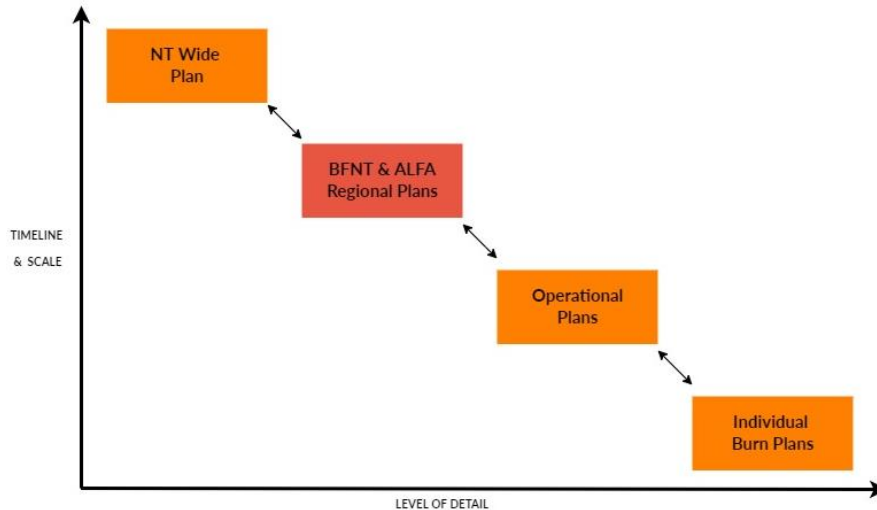 NT Wide
Plan
BFNT & ALFA
Regional Plans
TIMELINE
& SCALE
Operational
Plans
Individual
Burn Plans
LEVEL OF DETAIL